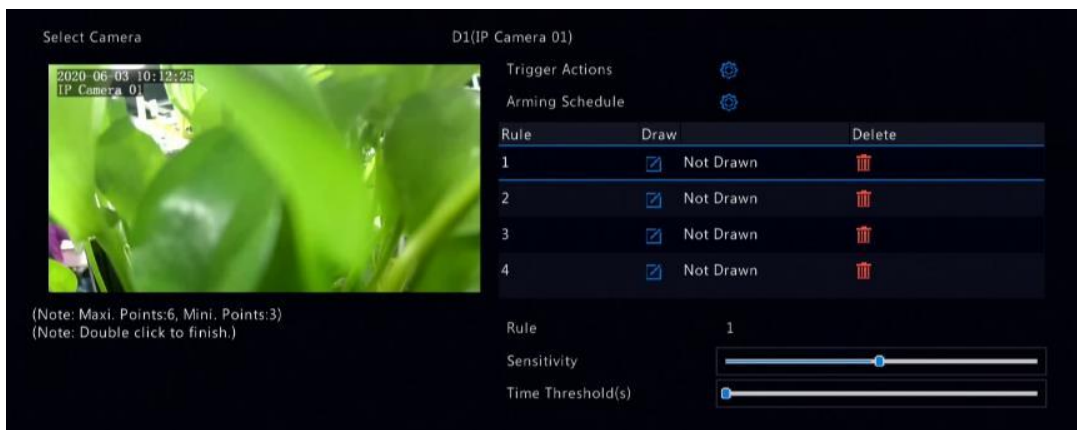 Select Camera D1(IP Camera 01)
2020-06-03 10:12:25
IP Camera 01
Trigger Actions
Arming Schedule
Rule Draw Delete
1 Not Drawn
2 Not Drawn
3 Not Drawn
4 Not Drawn
(Note: Maxi. Points:6, Mini. Points:3)
(Note: Double click to finish.)
Rule 1
Sensitivity
Time Threshold(s)